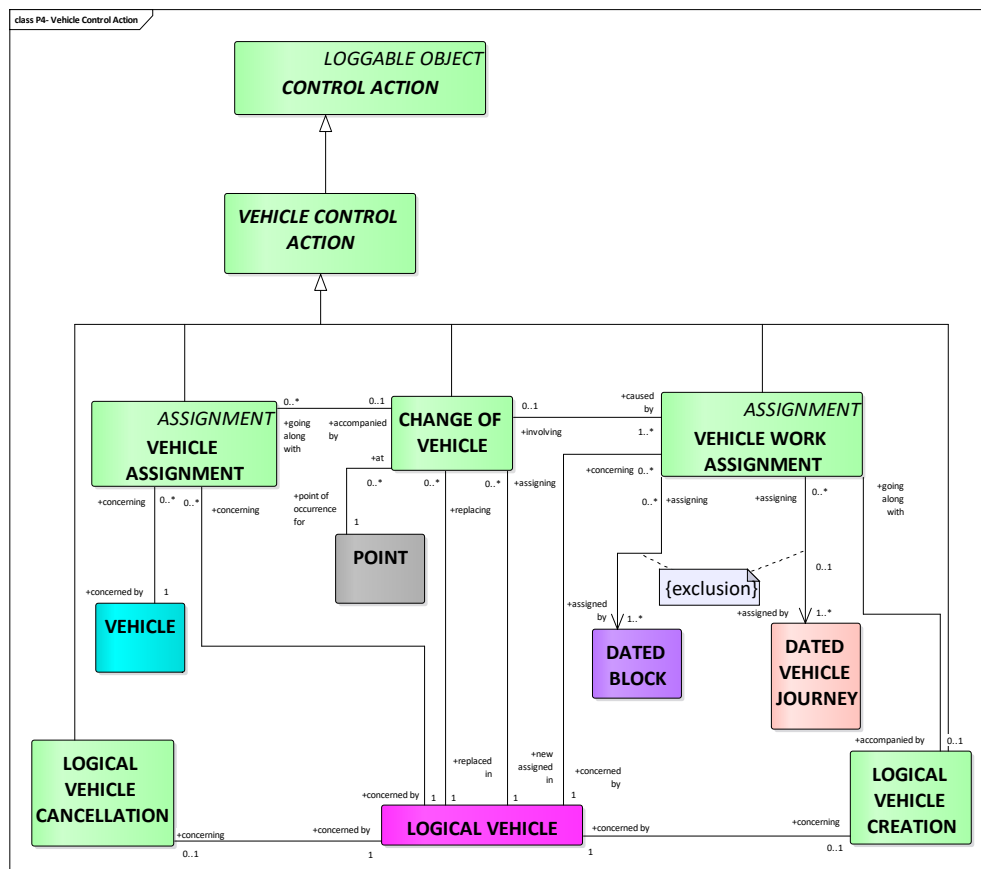 class P4- Vehicle Control Action
LOGGABLE OBJECT
CONTROL ACTION
VEHICLE CONTROL
ACTION
ASSIGNMENT
VEHICLE
ASSIGNMENT
0..*
+going
along
with
0..1
+accompanied
by
CHANGE OF
VEHICLE
0..1
+involving
+caused
by
1..*
ASSIGNMENT
VEHICLE WORK
ASSIGNMENT
+concerning
0..*
0..*
+concerning
+at
0..*
+point of
occurrence
for
1
POINT
0..*
+replacing
0..*
+assigning
+concerning
0..*
0..*
+assigning
+assigning
0..*
+going
along
with
{exclusion}
0..1
+concerned by
1
VEHICLE
+assigned
by
1..*
DATED
BLOCK
+assigned by
1..*
DATED
VEHICLE
JOURNEY
+accompanied by
0..1
LOGICAL
VEHICLE
CANCELLATION
+concerning
0..1
+concerned by
1
+concerned by
1
+replaced
in
1
+new
assigned in
1
+concerned
by
1
LOGICAL VEHICLE
+concerned by
1
+concerning
0..1
LOGICAL
VEHICLE
CREATION